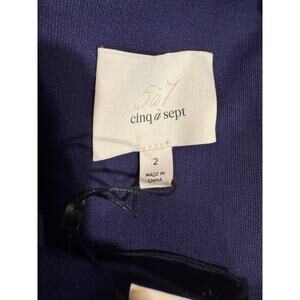 5à7
cinq à sept
2
MADE IN
CHINA